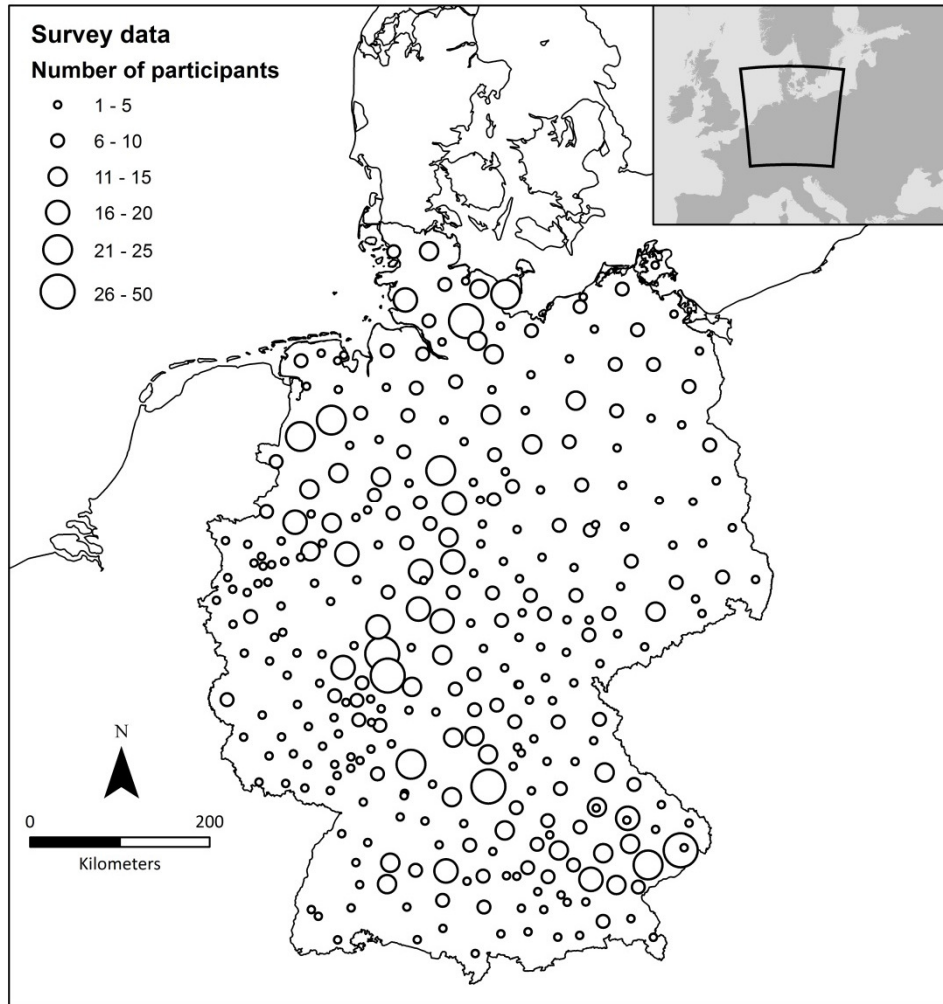 Survey data
Number of participants
1 - 5
6 - 10
11 - 15
16 - 20
21 - 25
26 - 50
N
0 200
Kilometers